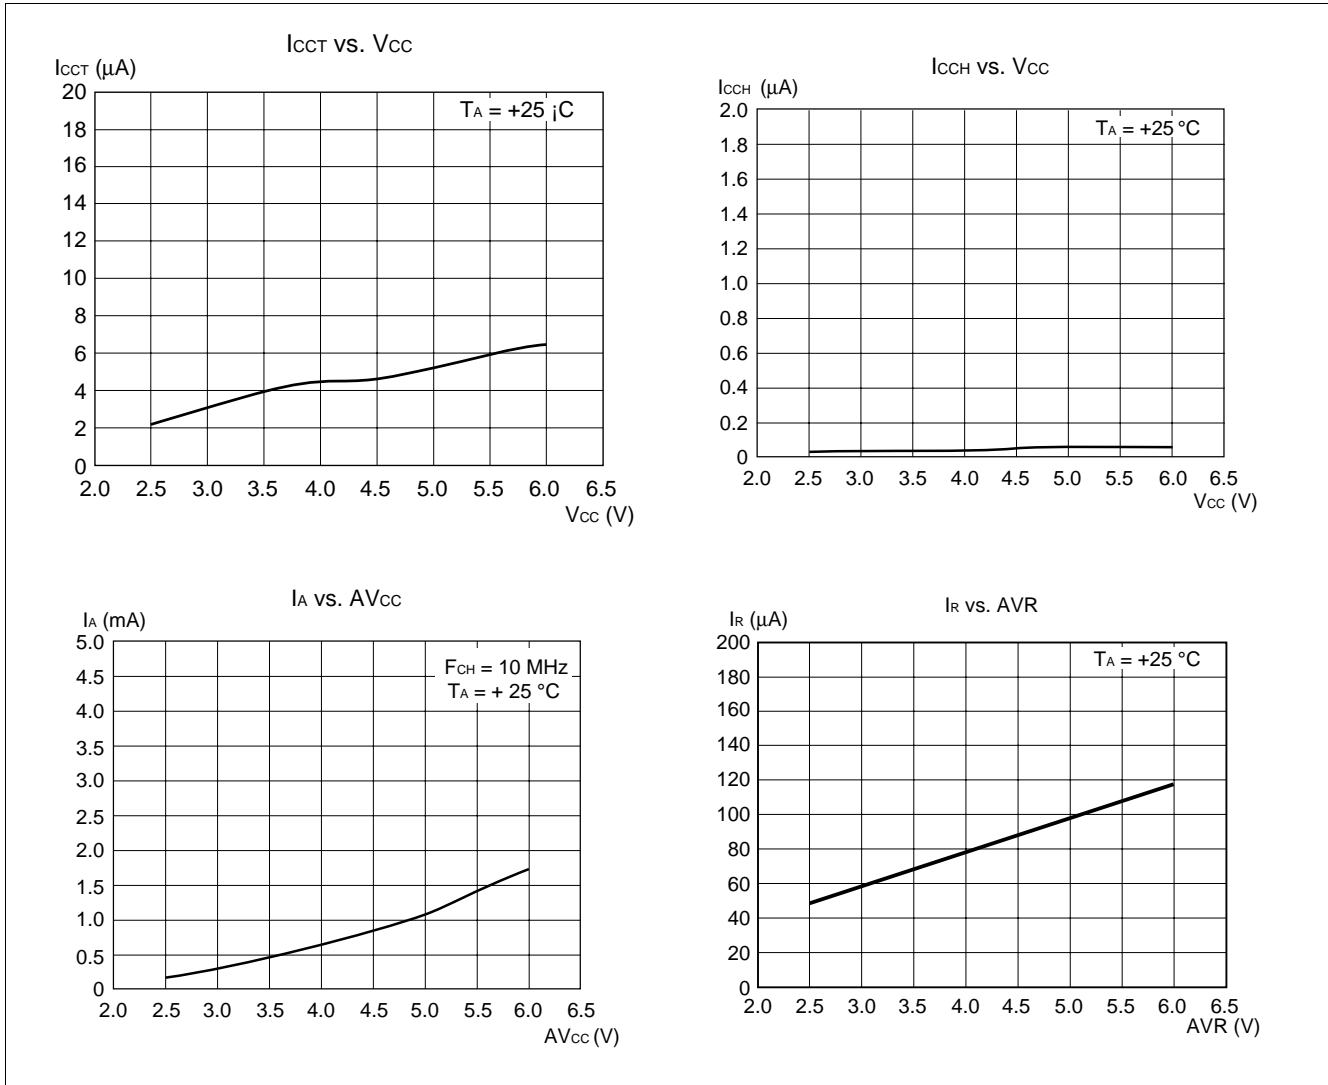 ICCT vs. VCC
ICCT (μA)
TA = +25 ¡C
20
18
16
14
12
10
8
6
4
2
0
2.0 2.5 3.0 3.5 4.0 4.5 5.0 5.5 6.0 6.5
VCC (V)
ICCH vs. VCC
ICCH (μA)
TA = +25 °C
2.0
1.8
1.6
1.4
1.2
1.0
0.8
0.6
0.4
0.2
0
2.0 2.5 3.0 3.5 4.0 4.5 5.0 5.5 6.0 6.5
VCC (V)
IA vs. AVCC
IA (mA)
FCH = 10 MHz
TA = + 25 °C
5.0
4.5
4.0
3.5
3.0
2.5
2.0
1.5
1.0
0.5
0
2.0 2.5 3.0 3.5 4.0 4.5 5.0 5.5 6.0 6.5
AVCC (V)
IR vs. AVR
IR (μA)
TA = +25 °C
200
180
160
140
120
100
80
60
40
20
0
2.0 2.5 3.0 3.5 4.0 4.5 5.0 5.5 6.0 6.5
AVR (V)